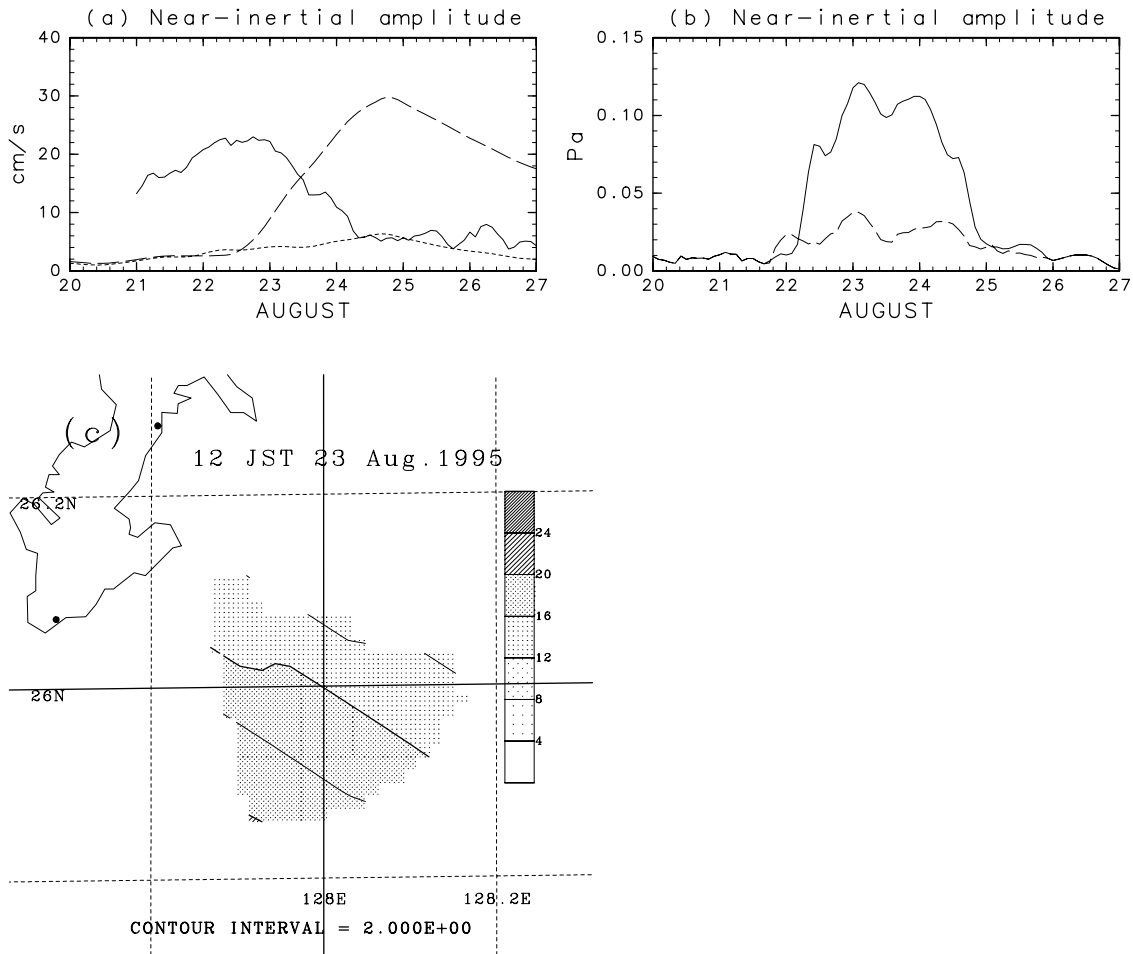 (a) Near-inertial amplitude
40
30
20
10
0
cm/s
20 21 22 23 24 25 26 27
AUGUST
(b) Near-inertial amplitude
0.15
0.10
0.05
0.00
Pa
20 21 22 23 24 25 26 27
AUGUST
(c)
12 JST 23 Aug.1995
26.2N
24
20
16
12
8
4
26N
128E 128.2E
CONTOUR INTERVAL = 2.000E+00